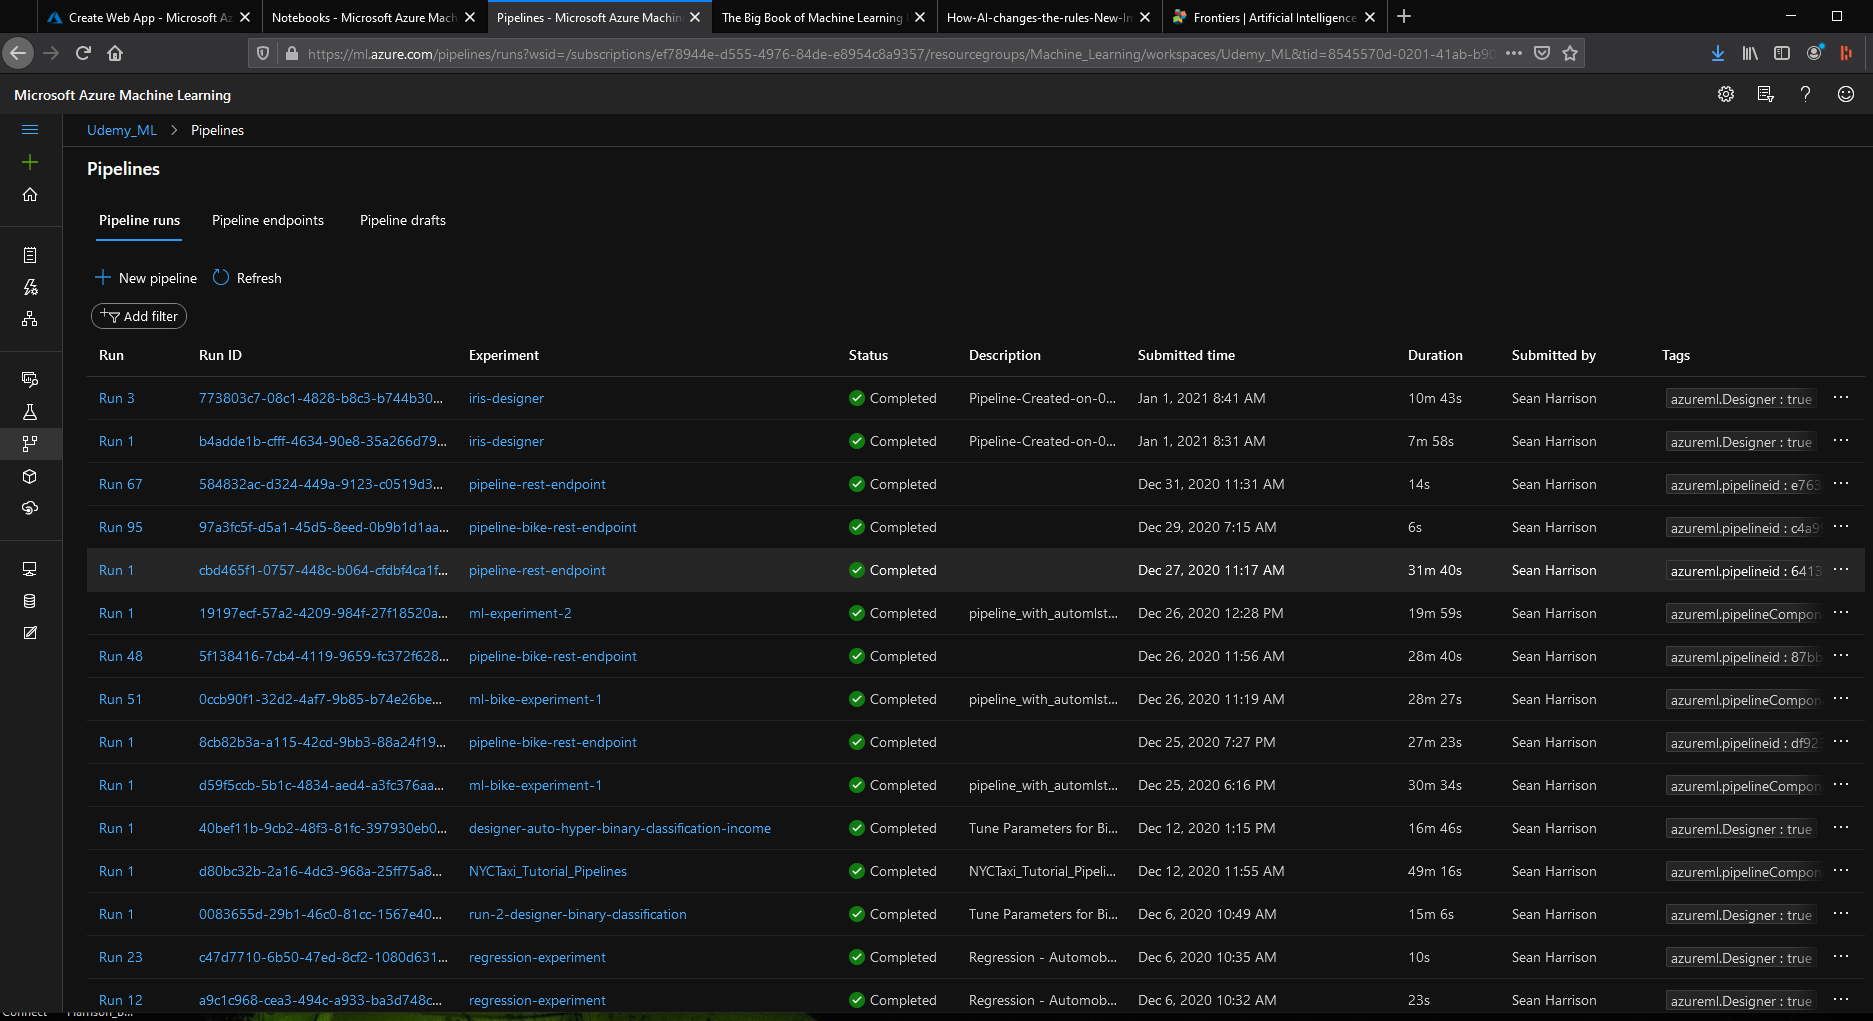 Create Web App - Microsoft Az
Notebooks - Microsoft Azure Mach
Pipelines - Microsoft Azure Machin
The Big Book of Machine Learning
How-AI-changes-the-rules-New-Im
Frontiers | Artificial Intelligence
https://ml.azure.com/pipelines/runs?wsid=/subscriptions/ef78944e-d555-4976-84de-e8954c8a9357/resourcegroups/Machine_Learning/workspaces/Udemy_ML&tid=8545570d-0201-41ab-b90
Microsoft Azure Machine Learning
Udemy_ML > Pipelines
Pipelines
Pipeline runs Pipeline endpoints Pipeline drafts
New pipeline Refresh
Add filter
Run Run ID Experiment Status Description Submitted time Duration Submitted by Tags
Run 3 773803c7-08c1-4828-b8c3-b744b30... iris-designer Completed Pipeline-Created-on-0... Jan 1, 2021 8:41 AM 10m 43s Sean Harrison azureml.Designer : true ...
Run 1 b4adde1b-cfff-4634-90e8-35a266d79... iris-designer Completed Pipeline-Created-on-0... Jan 1, 2021 8:31 AM 7m 58s Sean Harrison azureml.Designer : true ...
Run 67 584832ac-d324-449a-9123-c0519d3... pipeline-rest-endpoint Completed Dec 31, 2020 11:31 AM 14s Sean Harrison azureml.pipelineid : e763 ...
Run 95 97a3fc5f-d5a1-45d5-8eed-0b9b1d1aa... pipeline-bike-rest-endpoint Completed Dec 29, 2020 7:15 AM 6s Sean Harrison azureml.pipelineid : c4a9 ...
Run 1 cbd465f1-0757-448c-b064-cfdbf4ca1f... pipeline-rest-endpoint Completed Dec 27, 2020 11:17 AM 31m 40s Sean Harrison azureml.pipelineid : 6413 ...
Run 1 19197ecf-57a2-4209-984f-27f18520a... ml-experiment-2 Completed pipeline_with_automlst... Dec 26, 2020 12:28 PM 19m 59s Sean Harrison azureml.pipelineCompon ...
Run 48 5f138416-7cb4-4119-9659-fc372f628... pipeline-bike-rest-endpoint Completed Dec 26, 2020 11:56 AM 28m 40s Sean Harrison azureml.pipelineid : 87bb ...
Run 51 0ccb90f1-32d2-4af7-9b85-b74e26be... ml-bike-experiment-1 Completed pipeline_with_automlst... Dec 26, 2020 11:19 AM 28m 27s Sean Harrison azureml.pipelineCompon ...
Run 1 8cb82b3a-a115-42cd-9bb3-88a24f19... pipeline-bike-rest-endpoint Completed Dec 25, 2020 7:27 PM 27m 23s Sean Harrison azureml.pipelineid : df923 ...
Run 1 d59f5ccb-5b1c-4834-aed4-a3fc376aa... ml-bike-experiment-1 Completed pipeline_with_automlst... Dec 25, 2020 6:16 PM 30m 34s Sean Harrison azureml.pipelineCompon ...
Run 1 40bef11b-9cb2-48f3-81fc-397930eb0... designer-auto-hyper-binary-classification-income Completed Tune Parameters for Bi... Dec 12, 2020 1:15 PM 16m 46s Sean Harrison azureml.Designer : true ...
Run 1 d80bc32b-2a16-4dc3-968a-25ff75a8... NYCTaxi_Tutorial_Pipelines Completed NYCTaxi_Tutorial_Pipeli... Dec 12, 2020 11:55 AM 49m 16s Sean Harrison azureml.pipelineCompon ...
Run 1 0083655d-29b1-46c0-81cc-1567e40... run-2-designer-binary-classification Completed Tune Parameters for Bi... Dec 6, 2020 10:49 AM 15m 6s Sean Harrison azureml.Designer : true ...
Run 23 c47d7710-6b50-47ed-8cf2-1080d631... regression-experiment Completed Regression - Automob... Dec 6, 2020 10:35 AM 10s Sean Harrison azureml.Designer : true ...
Run 12 a9c1c968-cea3-494c-a933-ba3d748c... regression-experiment Completed Regression - Automob... Dec 6, 2020 10:32 AM 23s Sean Harrison azureml.Designer : true ...